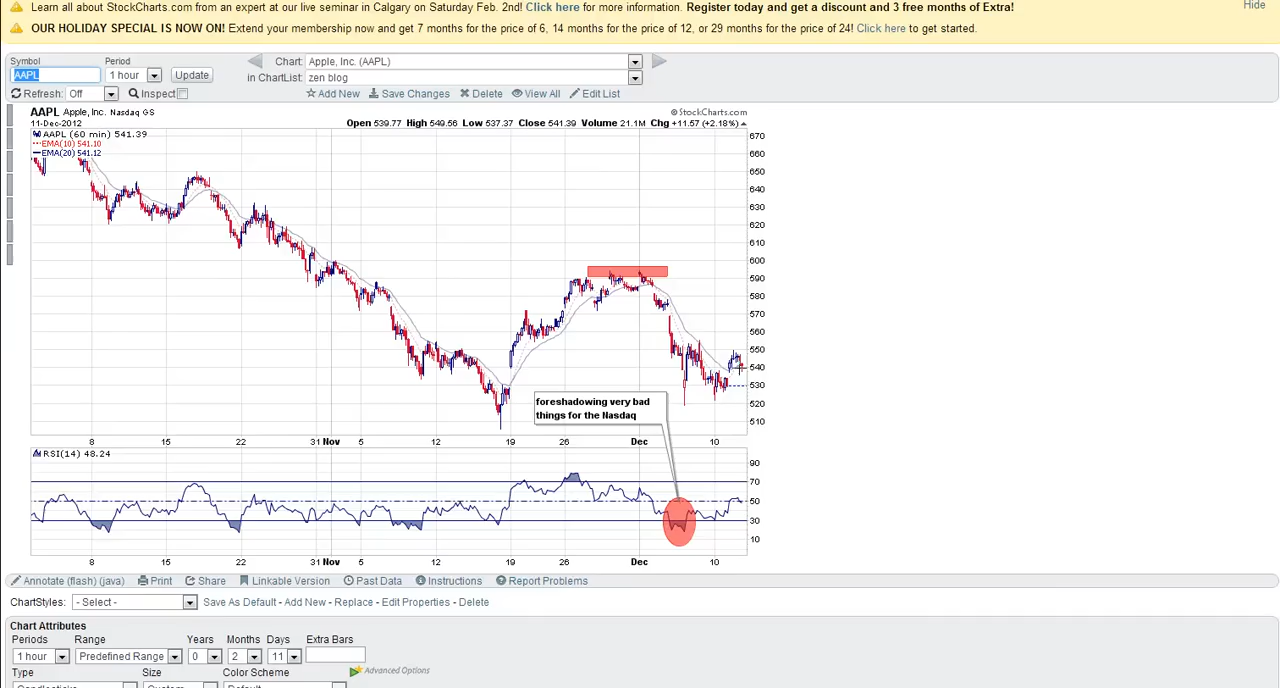 Learn all about StockCharts.com from an expert at our live seminar in Calgary on Saturday Feb. 2nd! Click here for more information. Register today and get a discount and 3 free months of Extra!
Hide
OUR HOLIDAY SPECIAL IS NOW ON! Extend your membership now and get 7 months for the price of 6, 14 months for the price of 12, or 29 months for the price of 24! Click here to get started.
Symbol Period Chart: Apple, Inc. (AAPL)
AAPL 1 hour Update in ChartList: zen blog
Refresh: Off Inspect Add New Save Changes Delete View All Edit List
AAPL Apple, Inc. Nasdaq GS © StockCharts.com
11-Dec-2012 Open 539.77 High 549.56 Low 537.37 Close 541.39 Volume 21.1M Chg +11.57 (+2.18%)
AAPL (60 min) 541.39
EMA(10) 541.10
EMA(20) 541.12
670
660
650
640
630
620
610
600
590
580
570
560
550
540
530
520
510
foreshadowing very bad
things for the Nasdaq
8 15 22 31 Nov 5 12 19 26 Dec 10
RSI(14) 48.24
90
70
50
30
10
8 15 22 31 Nov 5 12 19 26 Dec 10
Annotate (flash) (java) Print Share Linkable Version Past Data Instructions Report Problems
ChartStyles: - Select - Save As Default - Add New - Replace - Edit Properties - Delete
Chart Attributes
Periods Range Years Months Days Extra Bars
1 hour Predefined Range 0 2 11
Advanced Options
Type Size Color Scheme